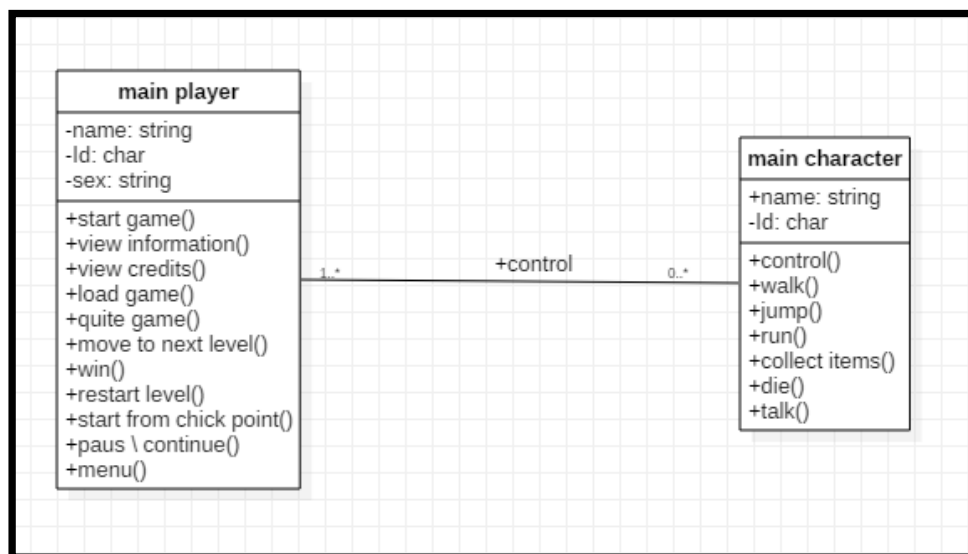 main player
-name: string
-Id: char
-sex: string
+start game()
+view information()
+view credits()
+load game()
+quite game()
+move to next level()
+win()
+restart level()
+start from chick point()
+paus \ continue()
+menu()
1..*
+control
0..*
main character
+name: string
-Id: char
+control()
+walk()
+jump()
+run()
+collect items()
+die()
+talk()